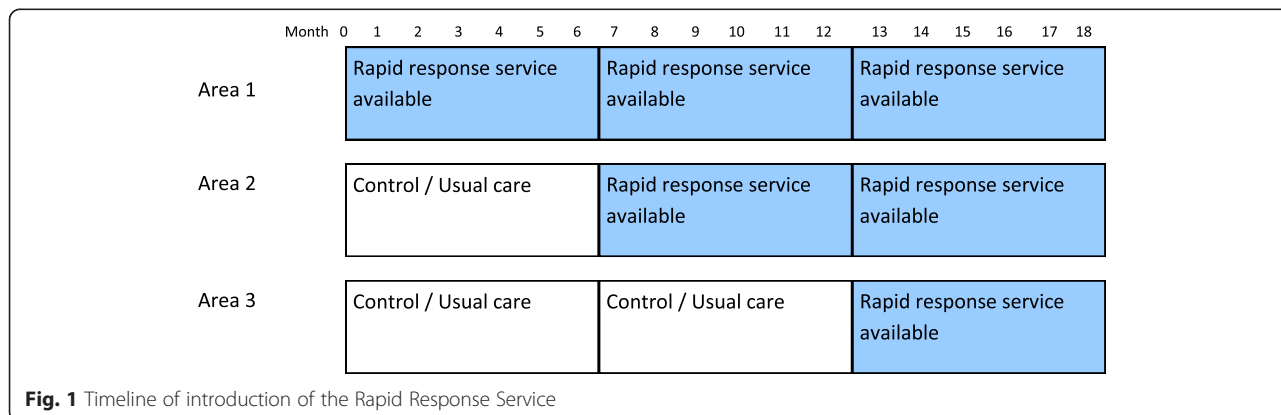 Month 0 1 2 3 4 5 6 7 8 9 10 11 12 13 14 15 16 17 18
Area 1
Rapid response service
available
Rapid response service
available
Rapid response service
available
Area 2
Control / Usual care
Rapid response service
available
Rapid response service
available
Area 3
Control / Usual care
Control / Usual care
Rapid response service
available
Fig. 1 Timeline of introduction of the Rapid Response Service